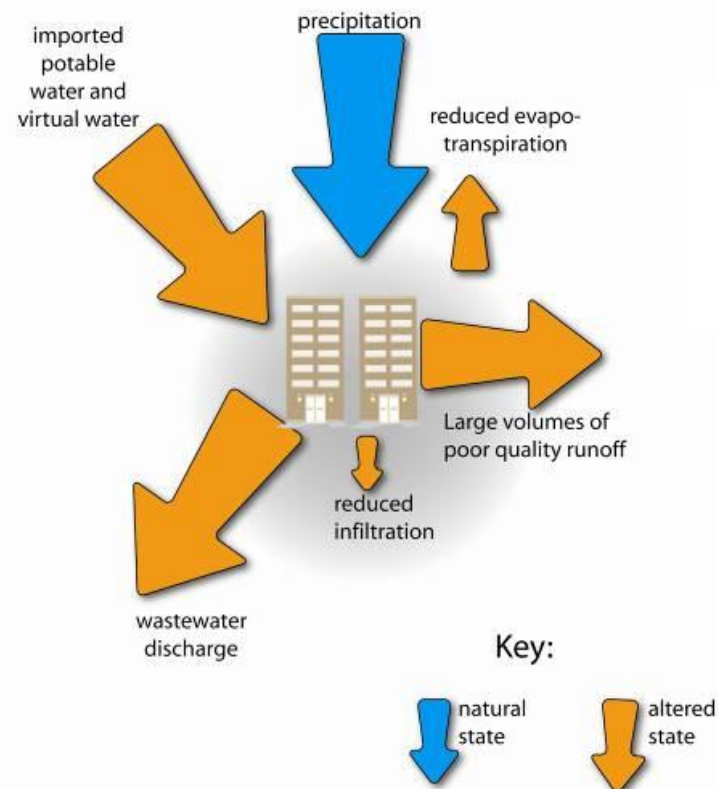 precipitation
imported
potable
water and
virtual water
reduced evapo-
transpiration
Large volumes of
poor quality runoff
reduced
infiltration
wastewater
discharge
Key:
natural
state
altered
state